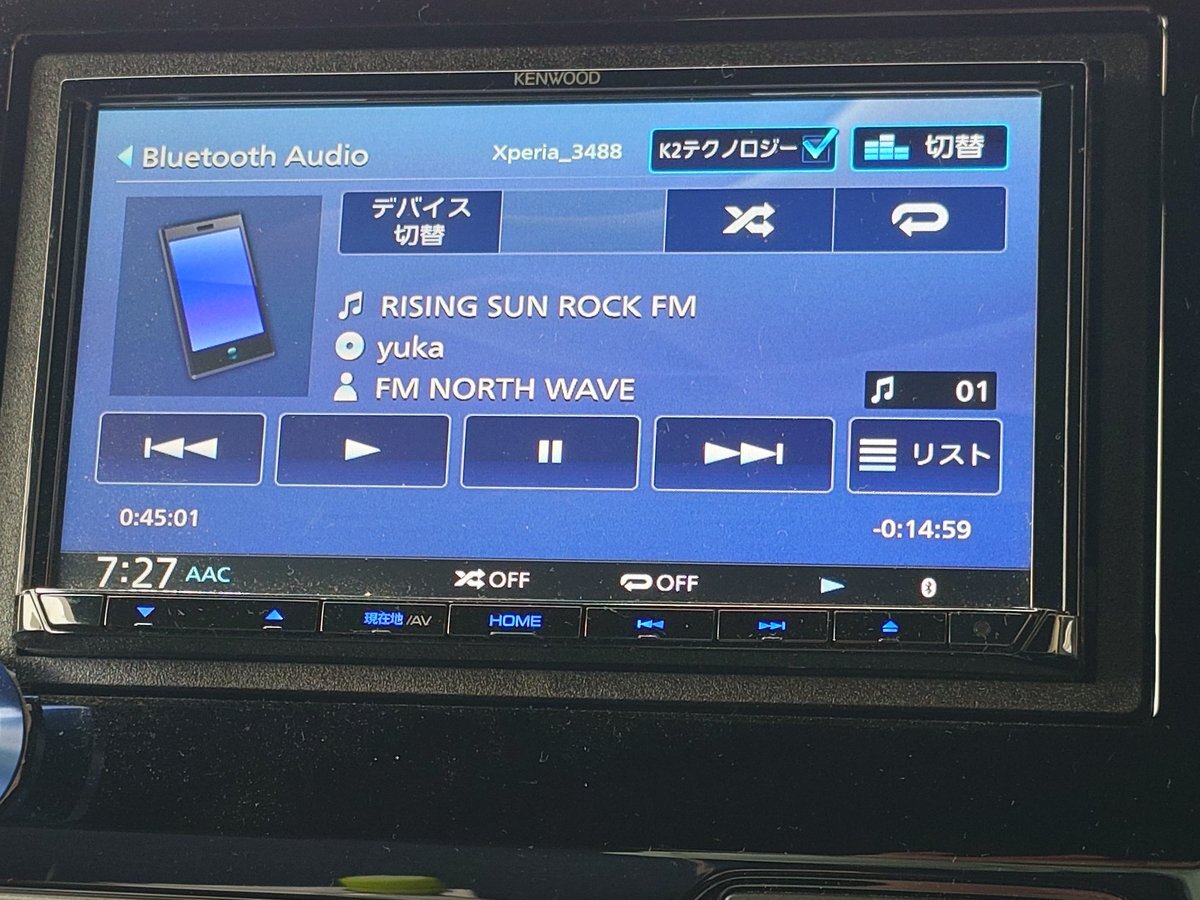 KENWOOD
Bluetooth Audio
Xperia_3488
K2テクノロジー
切替
デバイス
切替
RISING SUN ROCK FM
yuka
FM NORTH WAVE
01
リスト
0:45:01
-0:14:59
7:27 AAC
OFF
OFF
現在地/AV
HOME